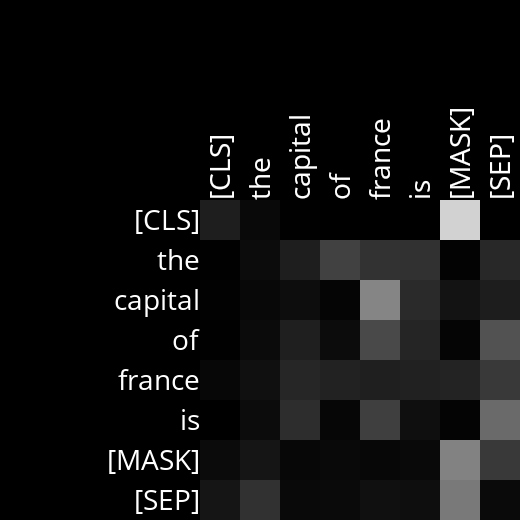 [CLS]
the
capital
of
france
is
[MASK]
[SEP]
[CLS]
the
capital
of
france
is
[MASK]
[SEP]